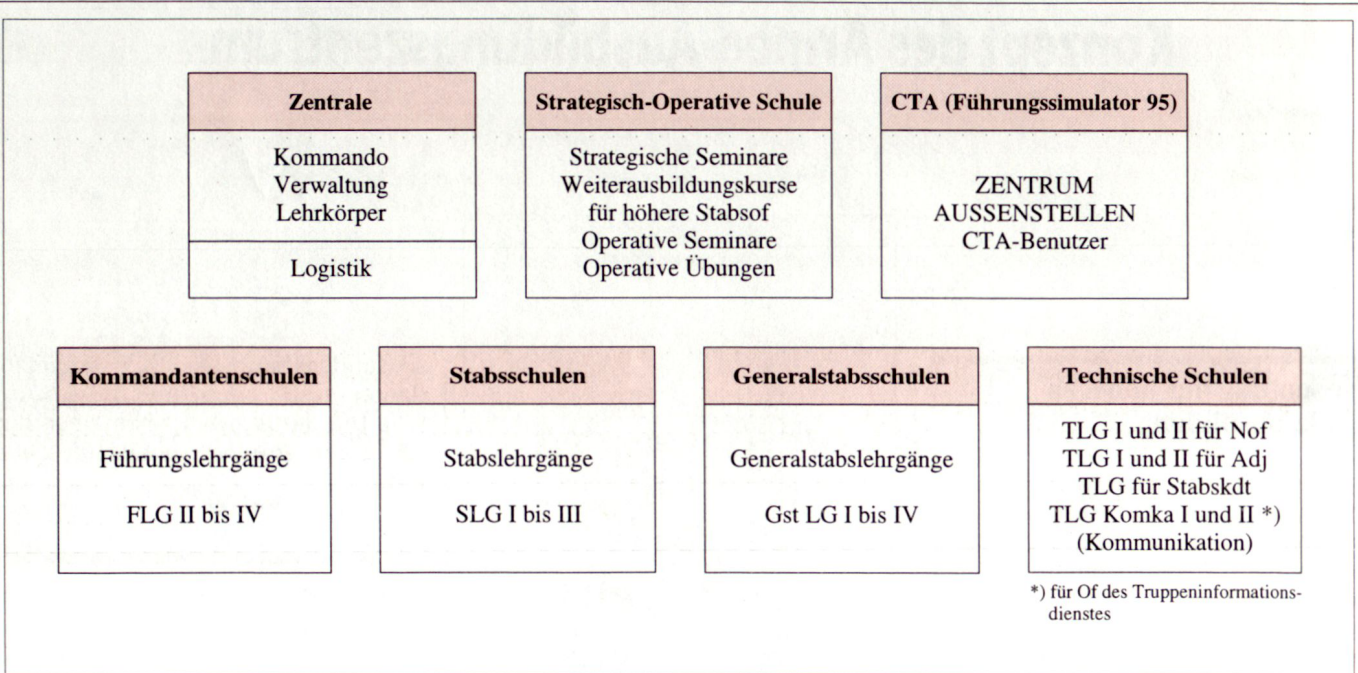 Zentrale
Kommando
Verwaltung
Lehrkörper
Logistik
Strategisch-Operative Schule
Strategische Seminare
Weiterausbildungskurse
für höhere Stabsof
Operative Seminare
Operative Übungen
CTA (Führungssimulator 95)
ZENTRUM
AUSSENSTELLEN
CTA-Benutzer
Kommandantenschulen
Führungslehrgänge
FLG II bis IV
Stabsschulen
Stabslehrgänge
SLG I bis III
Generalstabsschulen
Generalstabslehrgänge
Gst LG I bis IV
Technische Schulen
TLG I und II für Nof
TLG I und II für Adj
TLG für Stabskdt
TLG Komka I und II *)
(Kommunikation)
*) für Of des Truppeninformations-
dienstes